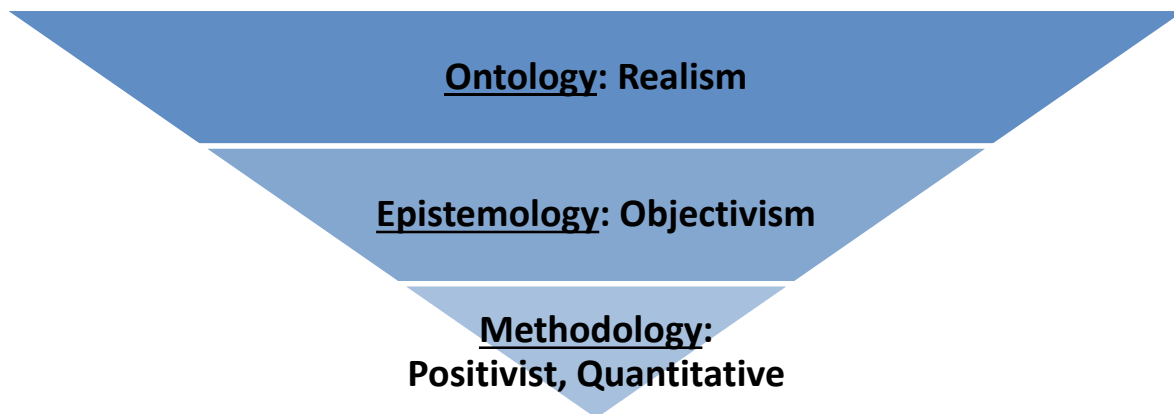 Ontology: Realism
Epistemology: Objectivism
Methodology:
Positivist, Quantitative